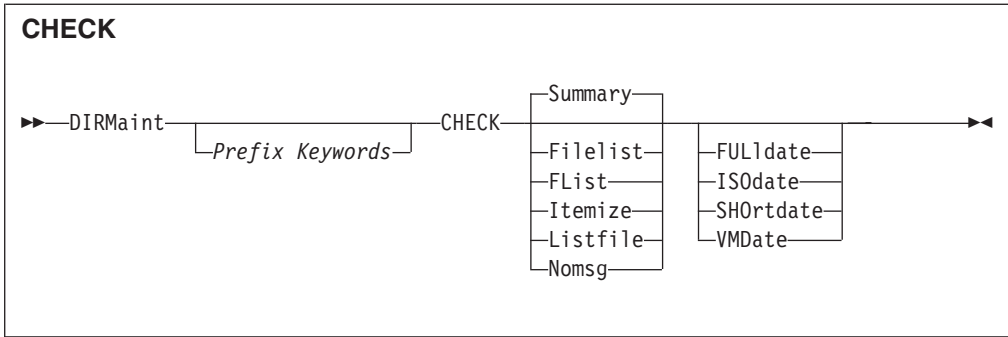 CHECK
Summary
DIRMaint CHECK
Prefix Keywords Filelist FULldate
FList ISOdate
Itemize SHOrtdate
Listfile VMDate
Nomsg